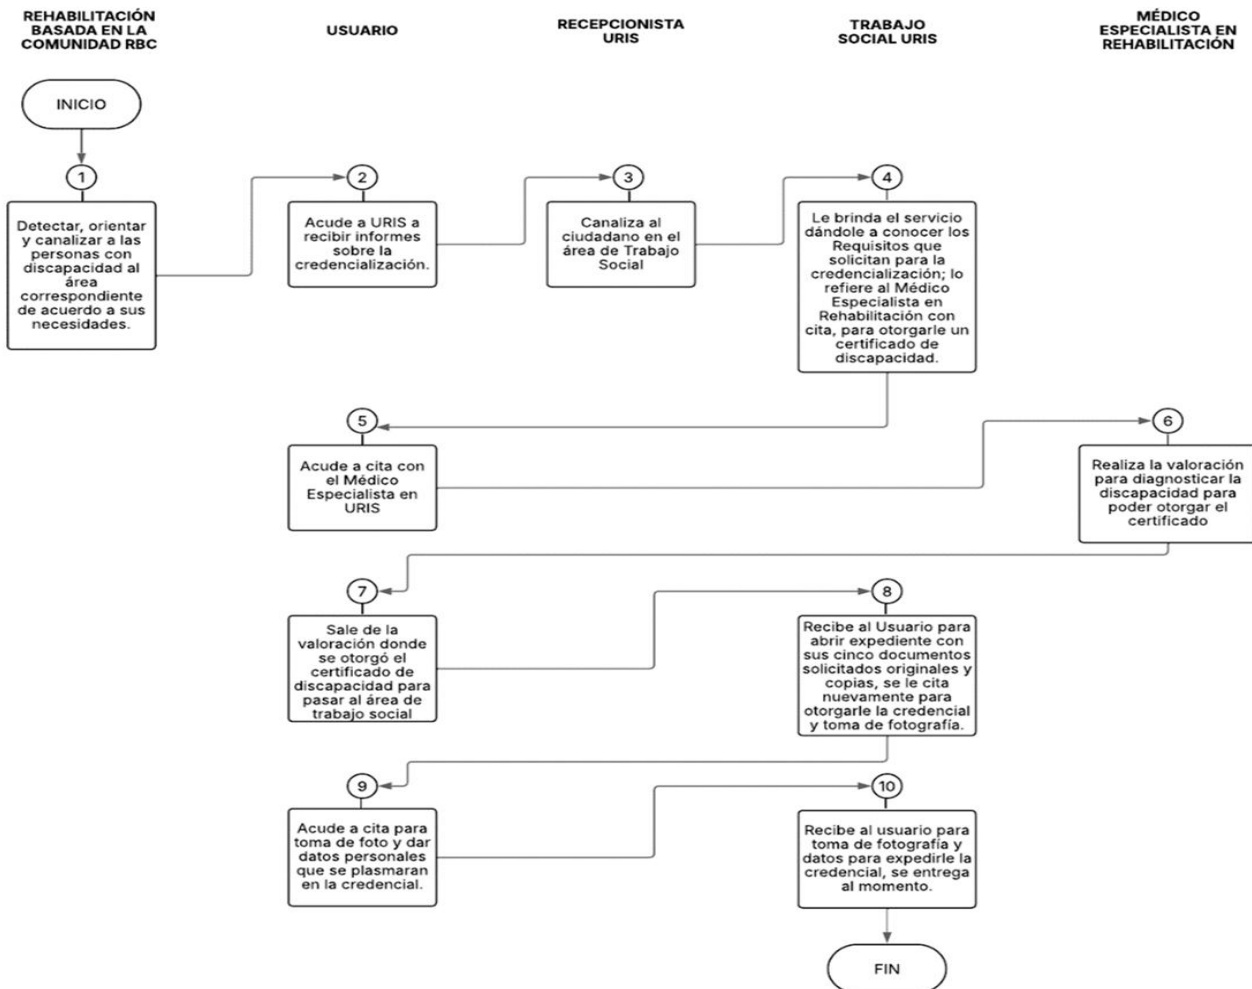 REHABILITACIÓN
BASADA EN LA
COMUNIDAD RBC
USUARIO
RECEPCIONISTA
URIS
TRABAJO
SOCIAL URIS
MÉDICO
ESPECIALISTA EN
REHABILITACIÓN
INICIO
1
Detectar, orientar
y canalizar a las
personas con
discapacidad al
área
correspondiente
de acuerdo a sus
necesidades.
2
Acude a URIS a
recibir informes
sobre la
credencialización.
3
Canaliza al
ciudadano en el
área de Trabajo
Social
4
Le brinda el servicio
dándole a conocer los
Requisitos que
solicitan para la
credencialización; lo
refiere al Médico
Especialista en
Rehabilitación con
cita, para otorgarle un
certificado de
discapacidad.
5
Acude a cita con
el Médico
Especialista en
URIS
6
Realiza la valoración
para diagnosticar la
discapacidad para
poder otorgar el
certificado
7
Sale de la
valoración donde
se otorgó el
certificado de
discapacidad para
pasar al área de
trabajo social
8
Recibe al Usuario para
abrir expediente con
sus cinco documentos
solicitados originales y
copias, se le cita
nuevamente para
otorgarle la credencial
y toma de fotografía.
9
Acude a cita para
toma de foto y dar
datos personales
que se plasmaran
en la credencial.
10
Recibe al usuario para
toma de fotografía y
datos para expedirle la
credencial, se entrega
al momento.
FIN